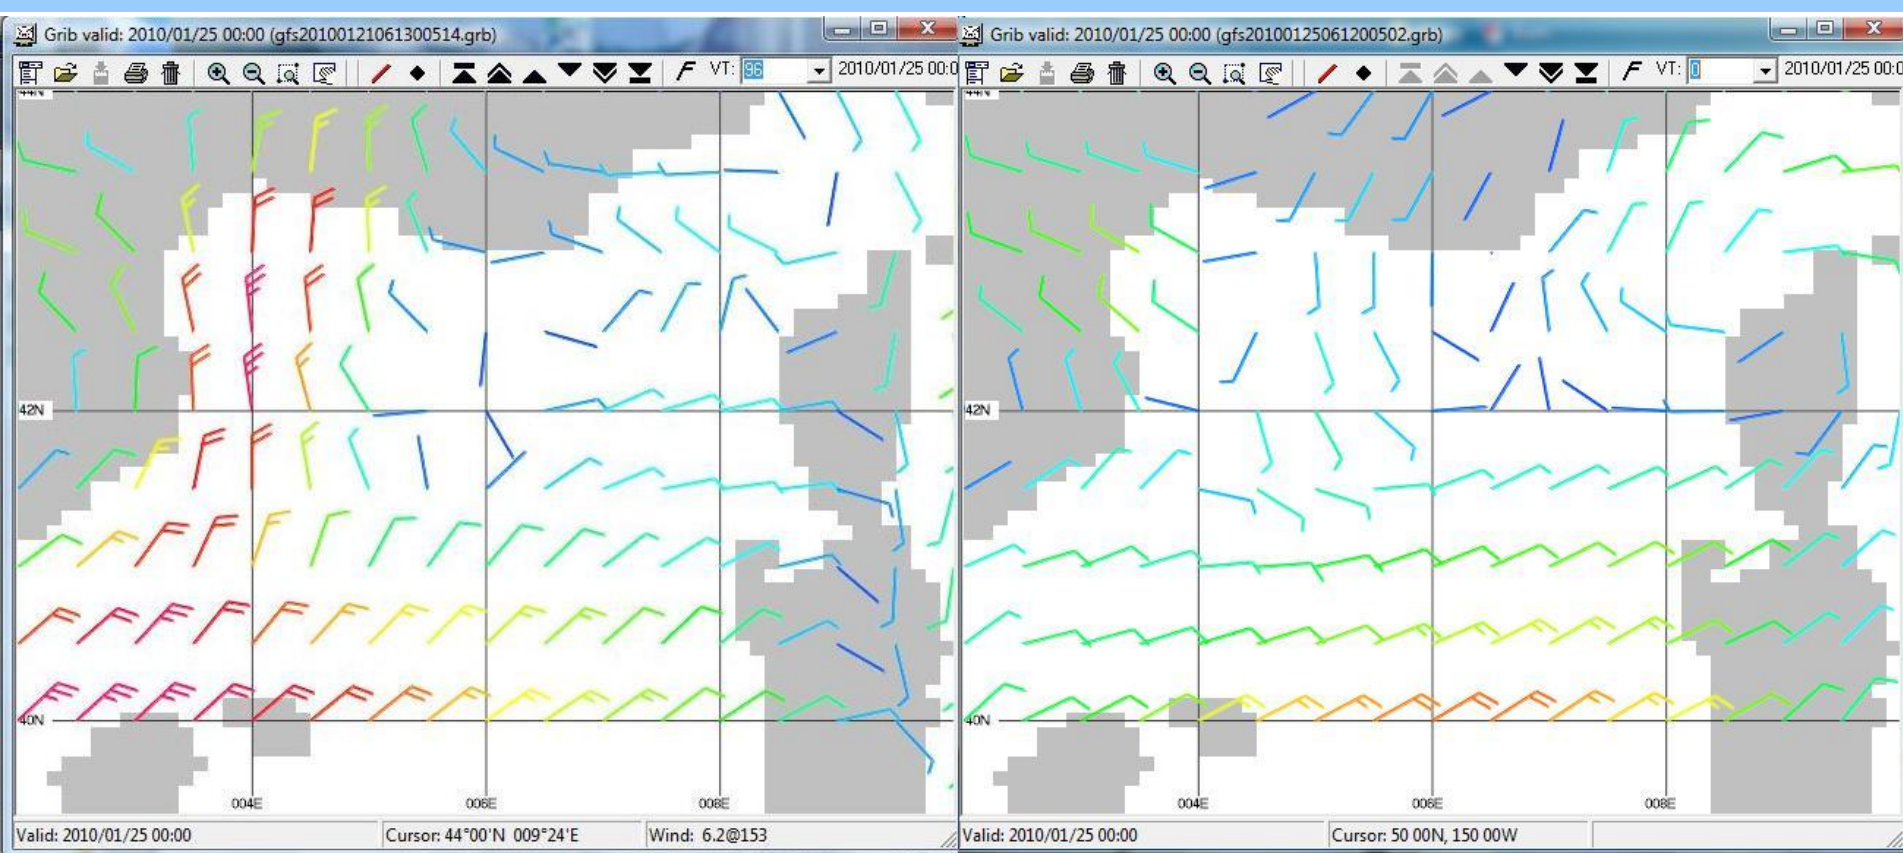 Grib valid: 2010/01/25 00:00 (gfs20100121061300514.grb)
VT: 96 2010/01/25 00:0
44N
42N
40N
004E 006E 008E
Valid: 2010/01/25 00:00 Cursor: 44°00'N 009°24'E Wind: 6.2@153
Grib valid: 2010/01/25 00:00 (gfs20100125061200502.grb)
VT: 0 2010/01/25 00:0
44N
42N
40N
004E 006E 008E
Valid: 2010/01/25 00:00 Cursor: 50 00N, 150 00W